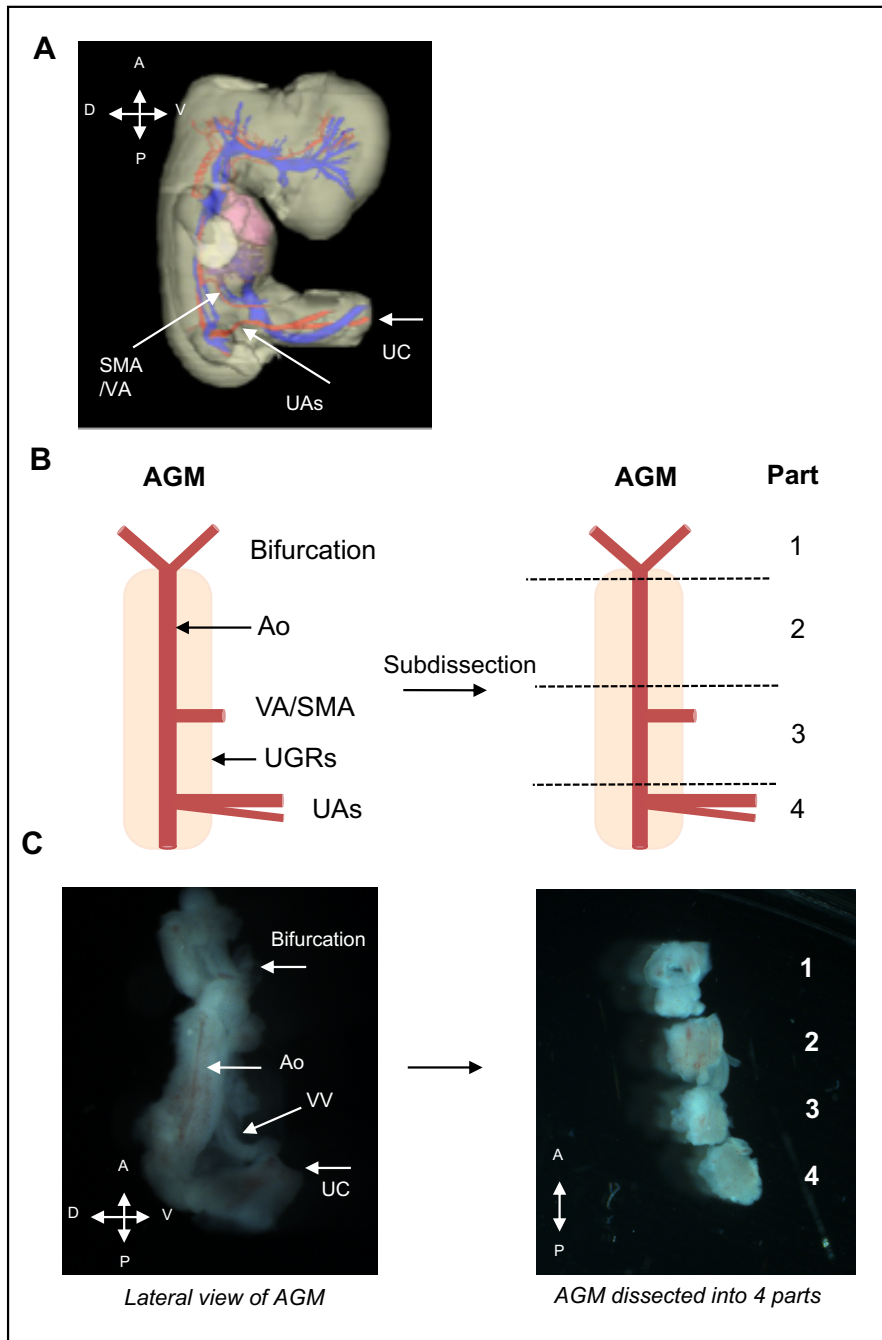 A
A
D
V
P
SMA
/VA
UAs
UC
B
AGM
Bifurcation
Ao
VA/SMA
UGRs
UAs
Subdissection
AGM
Part
1
2
3
4
C
Bifurcation
Ao
VV
UC
A
D
V
P
Lateral view of AGM
1
2
3
4
A
P
AGM dissected into 4 parts